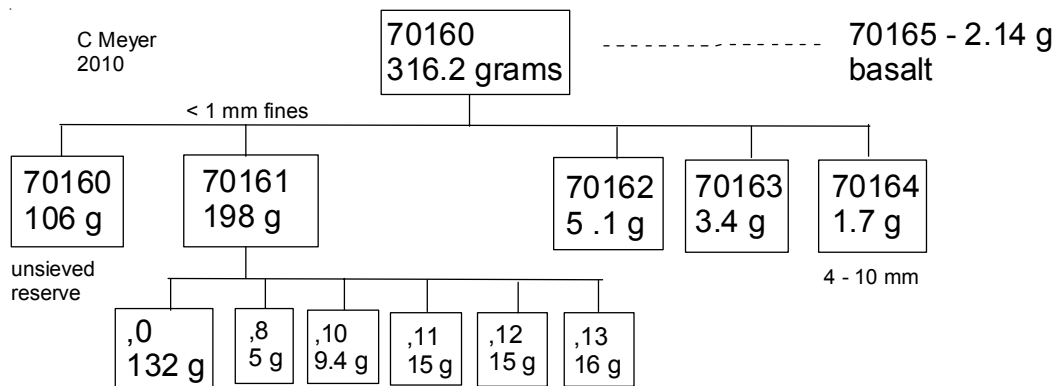 C Meyer
2010
70160
316.2 grams
70165 - 2.14 g
basalt
< 1 mm fines
70160
106 g
70161
198 g
70162
5 .1 g
70163
3.4 g
70164
1.7 g
unsieved
reserve
4 - 10 mm
,0
132 g
,8
5 g
,10
9.4 g
,11
15 g
,12
15 g
,13
16 g